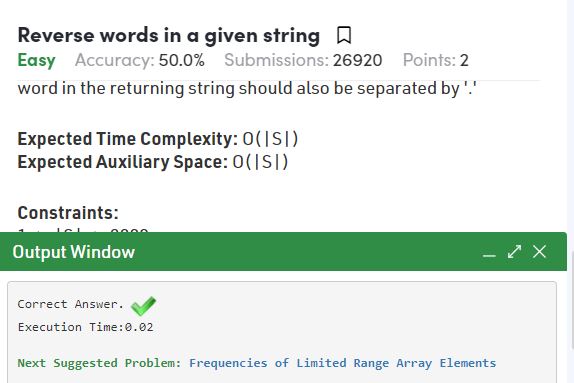 Reverse words in a given string
Easy Accuracy: 50.0% Submissions: 26920 Points: 2
word in the returning string should also be separated by '.'
Expected Time Complexity: O(|S|)
Expected Auxiliary Space: O(|S|)
Constraints:
Output Window
Correct Answer.
Execution Time:0.02
Next Suggested Problem: Frequencies of Limited Range Array Elements